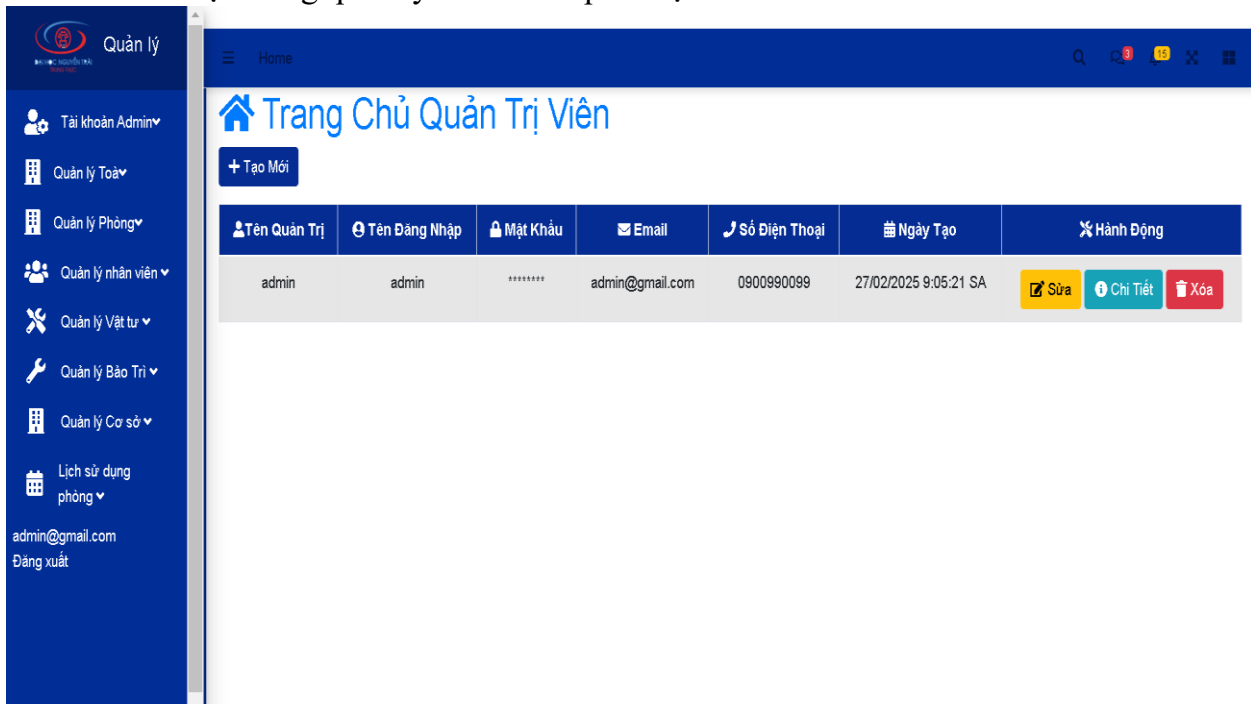 Quản lý
ĐẠI HỌC NGUYỄN TRÃI
Tài khoản Admin
Quản lý Toà
Quản lý Phòng
Quản lý nhân viên
Quản lý Vật tư
Quản lý Bảo Trì
Quản lý Cơ sở
Lịch sử dụng
phòng
admin@gmail.com
Đăng xuất
Home
3
15
Trang Chủ Quản Trị Viên
+ Tạo Mới
Tên Quản Trị Tên Đăng Nhập Mật Khẩu Email Số Điện Thoại Ngày Tạo Hành Động
admin admin ******** admin@gmail.com 0900990099 27/02/2025 9:05:21 SA Sửa Chi Tiết Xóa